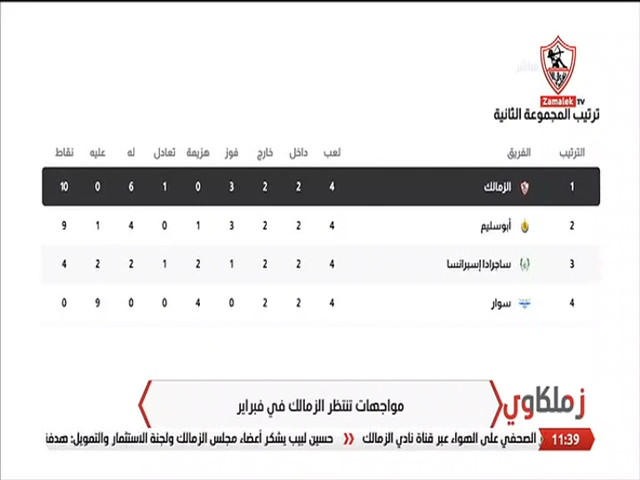 مباشر
Zamalek TV
ترتيب المجموعة الثانية
الترتيب الفريق لعب داخل خارج فوز هزيمة تعادل له عليه نقاط
1 الزمالك 4 2 2 3 0 1 6 0 10
2 أبوسليم 4 2 2 3 1 0 4 1 9
3 ساجرادا إسبرانسا 4 2 2 1 2 1 2 2 4
4 سوار 4 2 2 0 4 0 0 9 0
زملكاوي
مواجهات تنتظر الزمالك في فبراير
11:39 الصحفي على الهواء عبر قناة نادي الزمالك » حسين لبيب يشكر أعضاء مجلس الزمالك ولجنة الاستثمار والتمويل: هدفنا